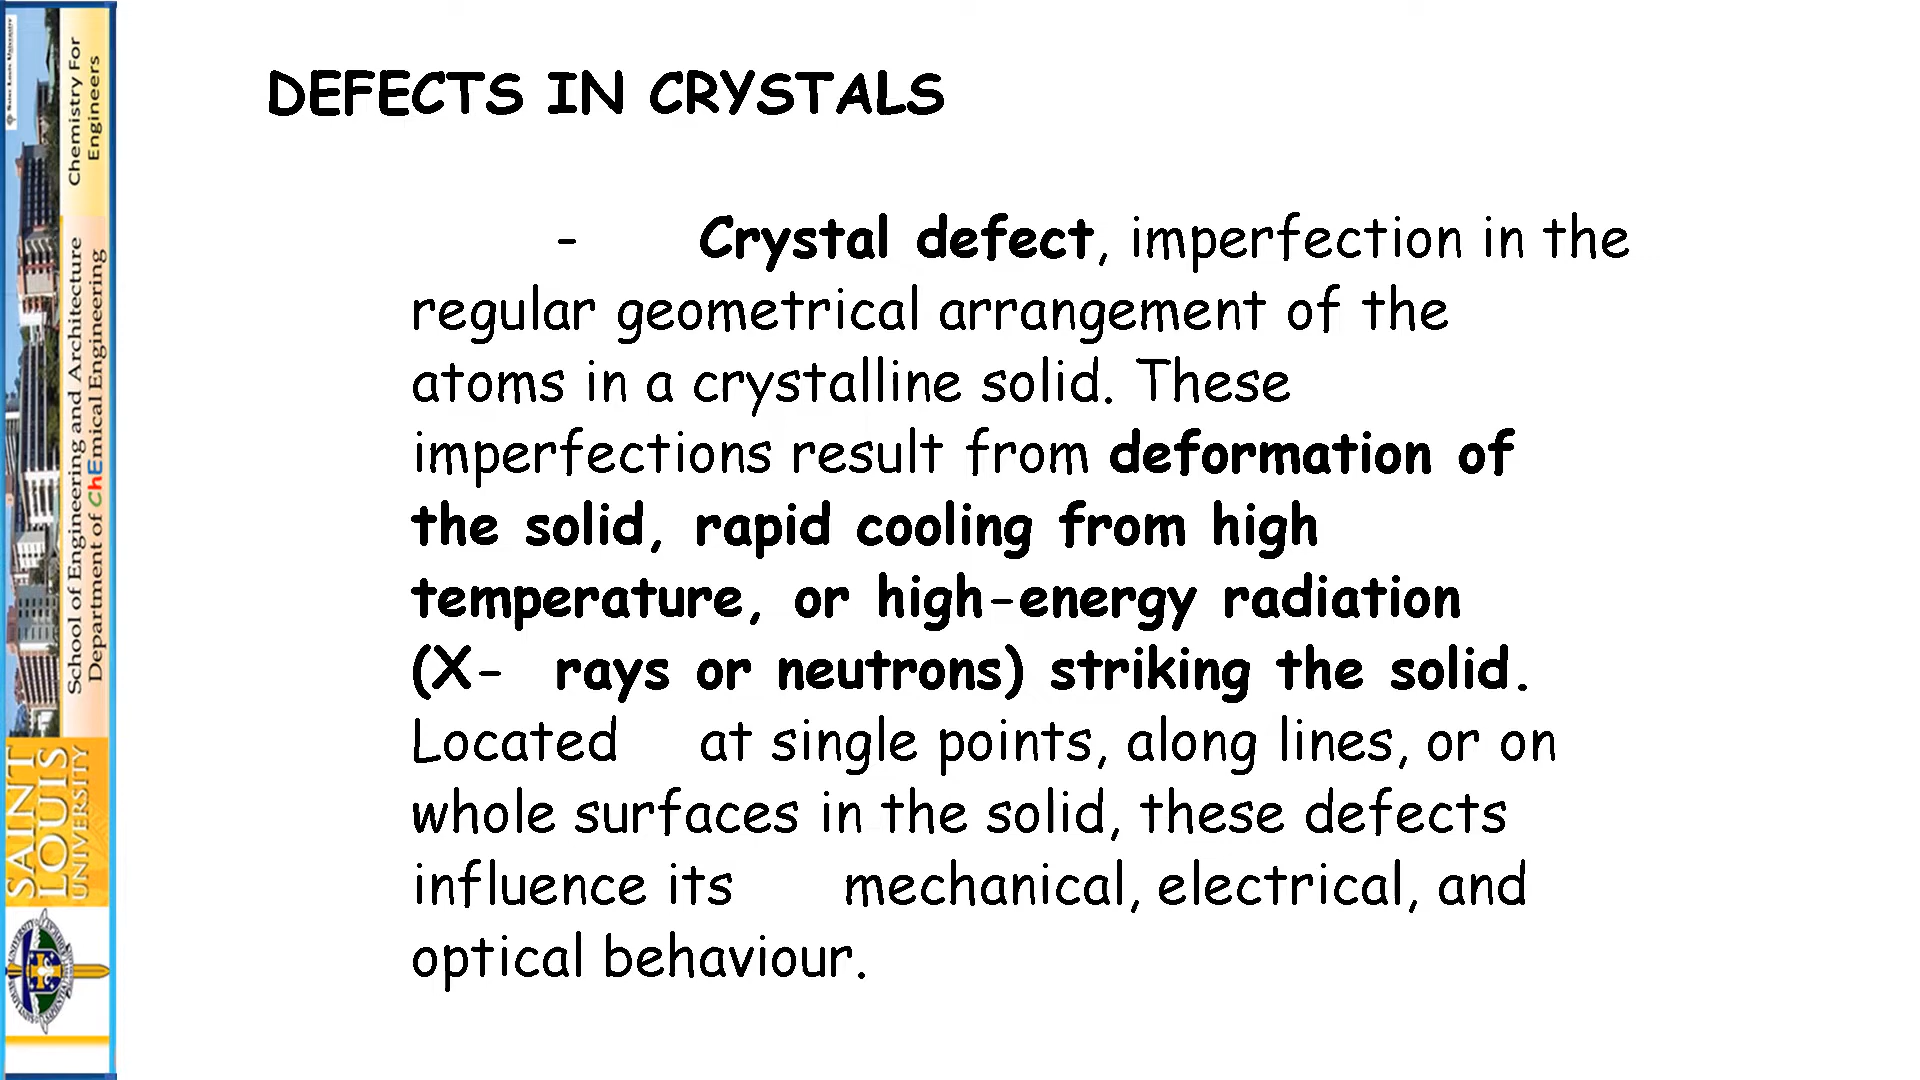 DEFECTS IN CRYSTALS
- Crystal defect, imperfection in the
regular geometrical arrangement of the
atoms in a crystalline solid. These
imperfections result from deformation of
the solid, rapid cooling from high
temperature, or high-energy radiation
(X- rays or neutrons) striking the solid.
Located at single points, along lines, or on
whole surfaces in the solid, these defects
influence its mechanical, electrical, and
optical behaviour.
Chemistry For
Engineers
School of Engineering and Architecture
Department of ChEmical Engineering
SAINT
LOUIS
UNIVERSITY